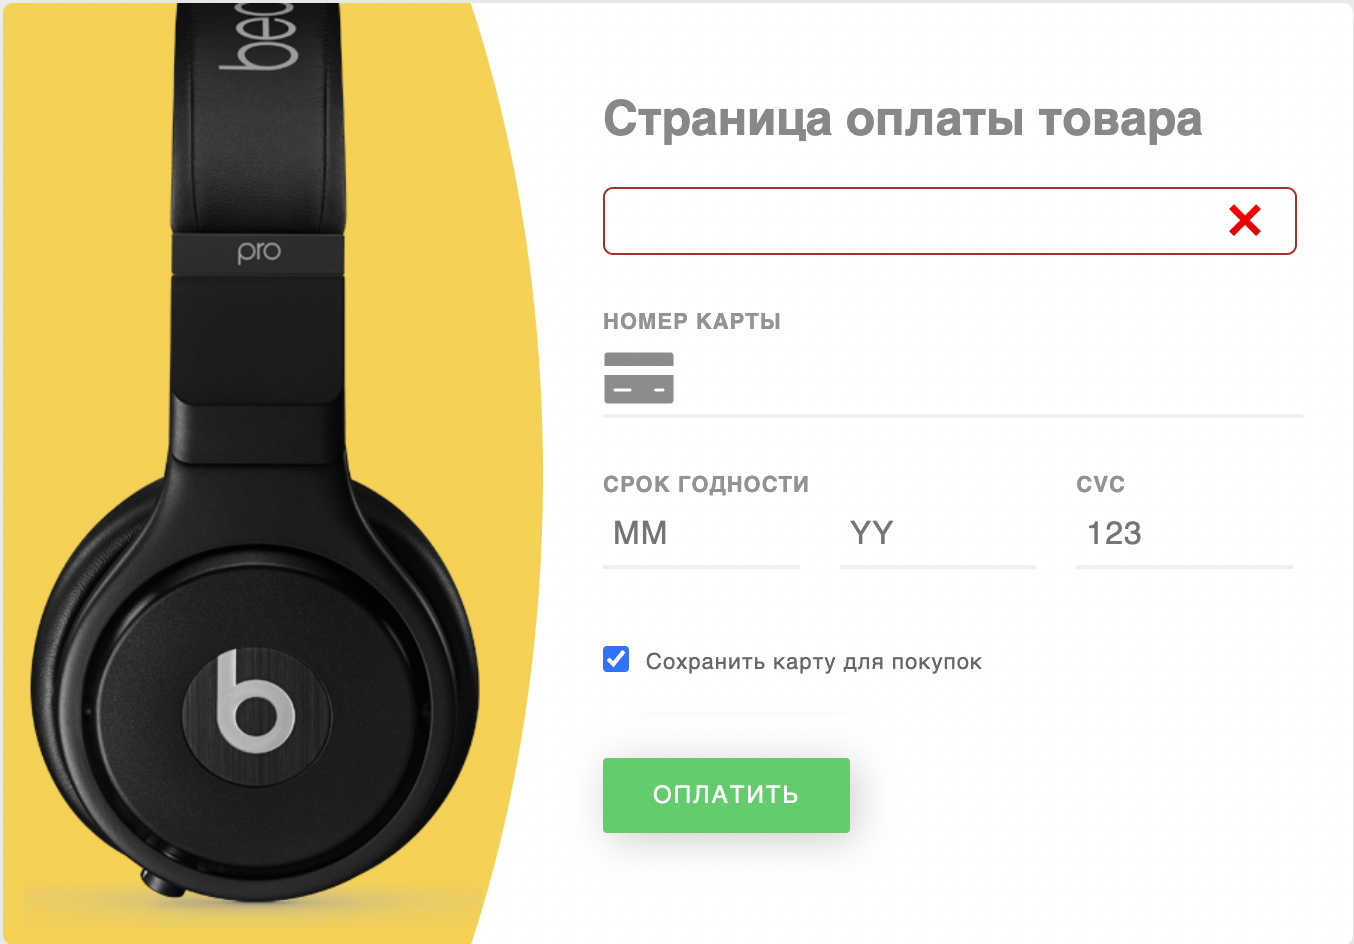 bea
pro
b
Страница оплаты товара
НОМЕР КАРТЫ
СРОК ГОДНОСТИ
CVC
MM
YY
123
Сохранить карту для покупок
ОПЛАТИТЬ